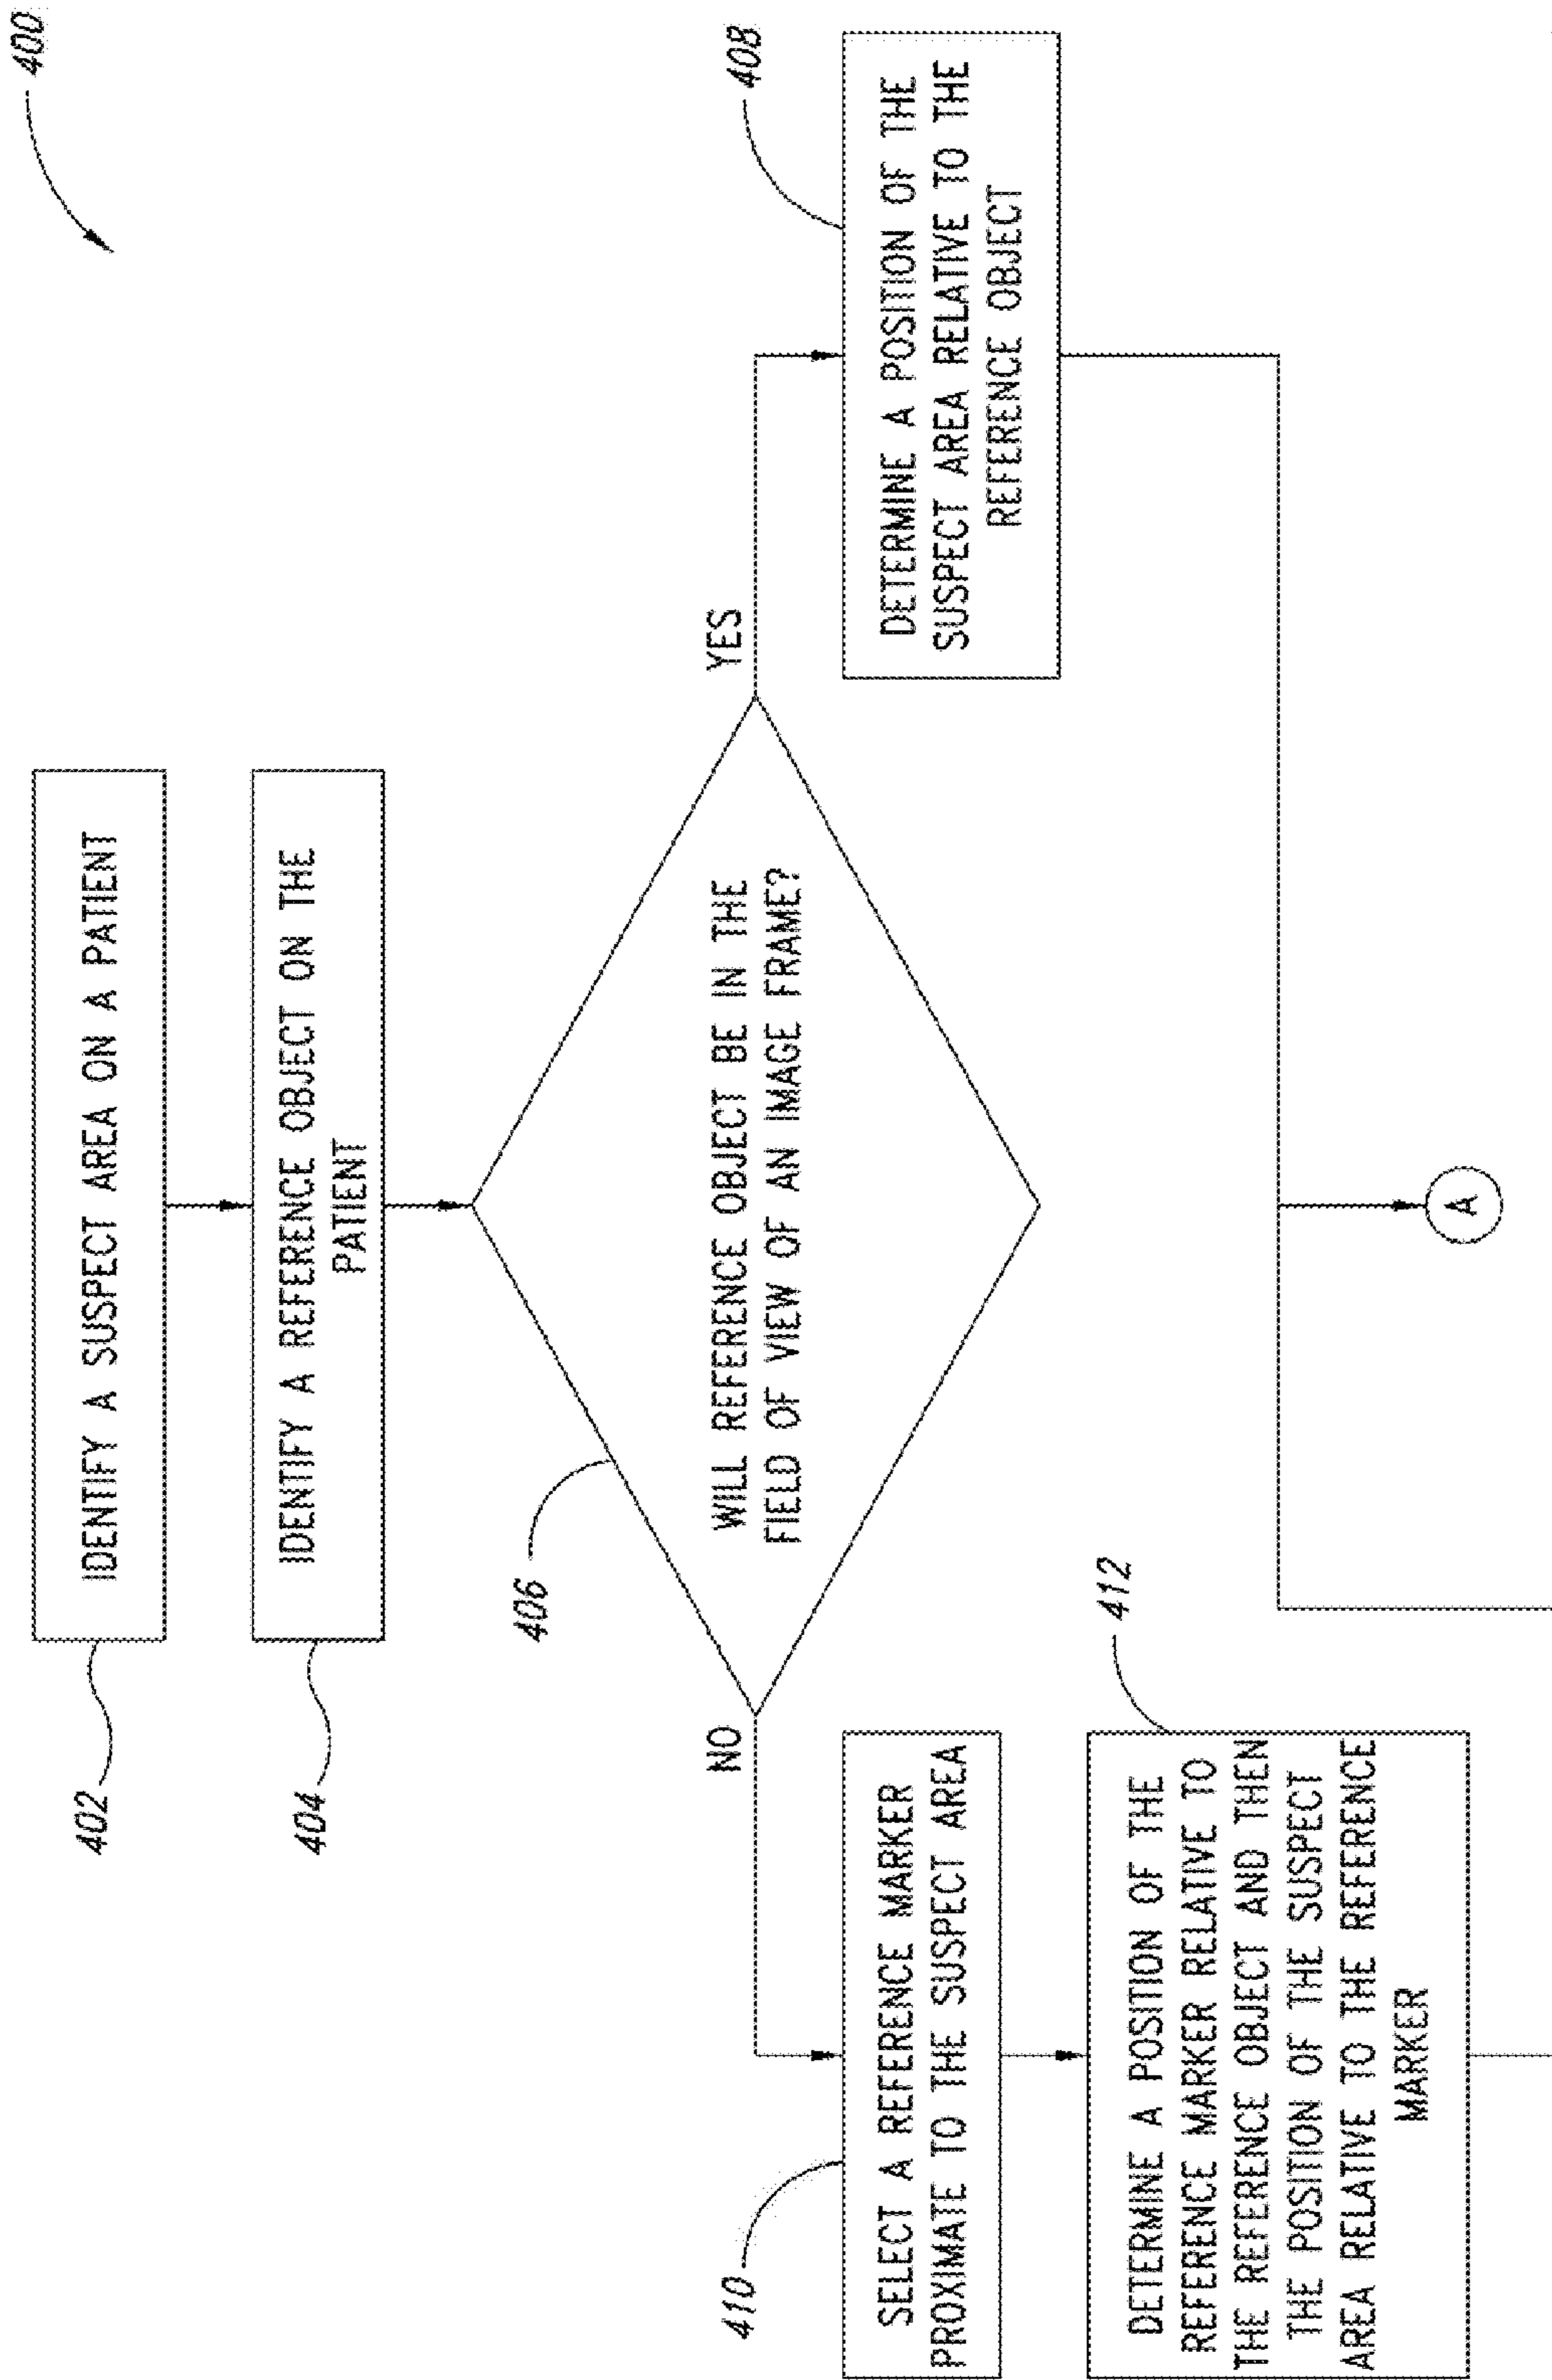 400
402
IDENTIFY A SUSPECT AREA ON A PATIENT
404
IDENTIFY A REFERENCE OBJECT ON THE
PATIENT
406
WILL REFERENCE OBJECT BE IN THE
FIELD OF VIEW OF AN IMAGE FRAME?
NO
YES
410
SELECT A REFERENCE MARKER
PROXIMATE TO THE SUSPECT AREA
408
DETERMINE A POSITION OF THE
SUSPECT AREA RELATIVE TO THE
REFERENCE OBJECT
412
DETERMINE A POSITION OF THE
REFERENCE MARKER RELATIVE TO
THE REFERENCE OBJECT AND THEN
THE POSITION OF THE SUSPECT
AREA RELATIVE TO THE REFERENCE
MARKER
A